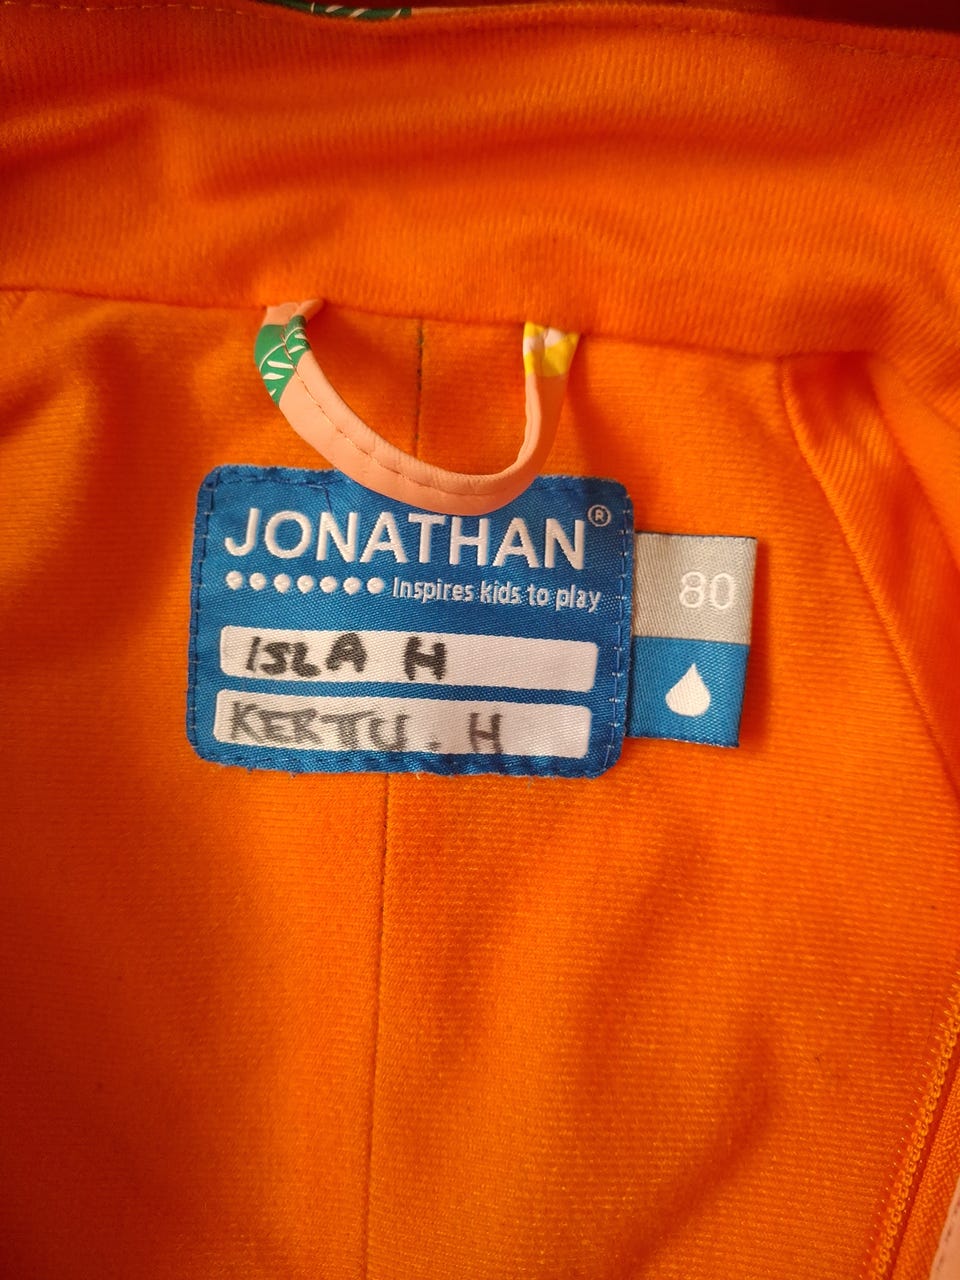 JONATHAN®
Inspires kids to play
80
ISLA H
KERTU. H